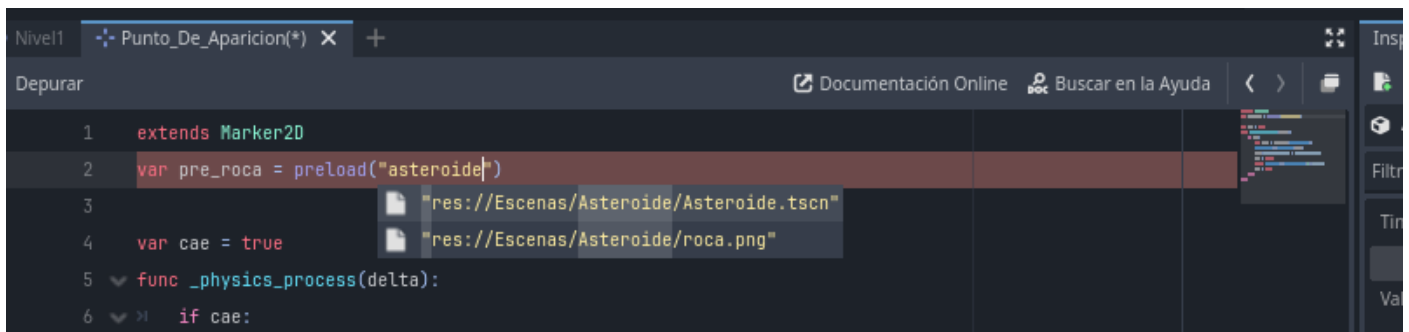 Nivel1 Punto_De_Aparicion(*)
Depurar Documentación Online Buscar en la Ayuda
1 extends Marker2D
2 var pre_roca = preload("asteroide")
"res://Escenas/Asteroide/Asteroide.tscn"
3
"res://Escenas/Asteroide/roca.png"
4 var cae = true
5 func _physics_process(delta):
6 if cae: